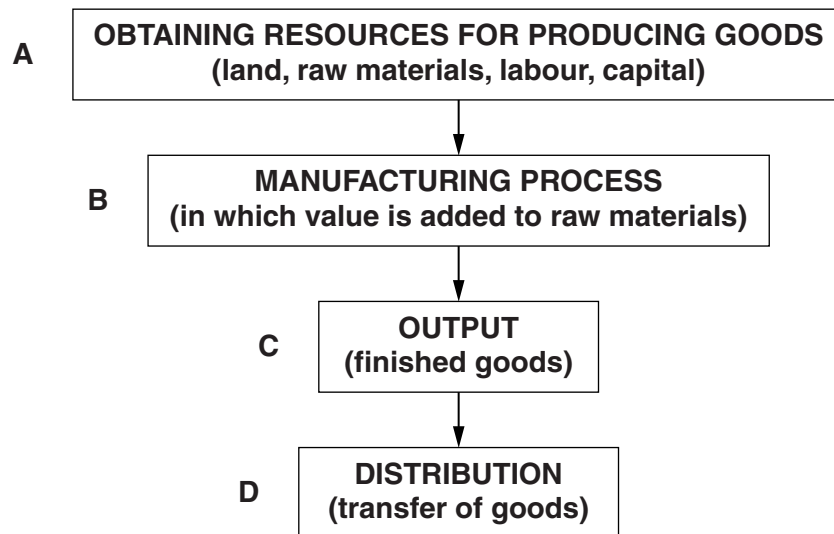 A
OBTAINING RESOURCES FOR PRODUCING GOODS
(land, raw materials, labour, capital)
B
MANUFACTURING PROCESS
(in which value is added to raw materials)
C
OUTPUT
(finished goods)
D
DISTRIBUTION
(transfer of goods)